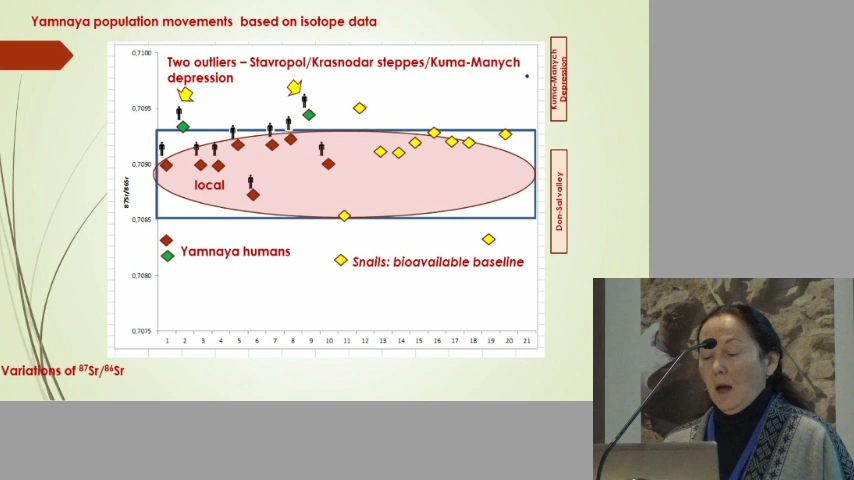 Yamnaya population movements based on isotope data
0,7100
Two outliers – Stavropol/Krasnodar steppes/Kuma-Manych
depression
Kuma-Manych
Depression
0,7095
0,7090
87Sr/86Sr
local
0,7085
Don-Sal valley
Yamnaya humans
Snails: bioavailable baseline
0,7080
0,7075
1 2 3 4 5 6 7 8 9 10 11 12 13 14 15 16 17 18 19 20 21
Variations of ⁸⁷Sr/⁸⁶Sr